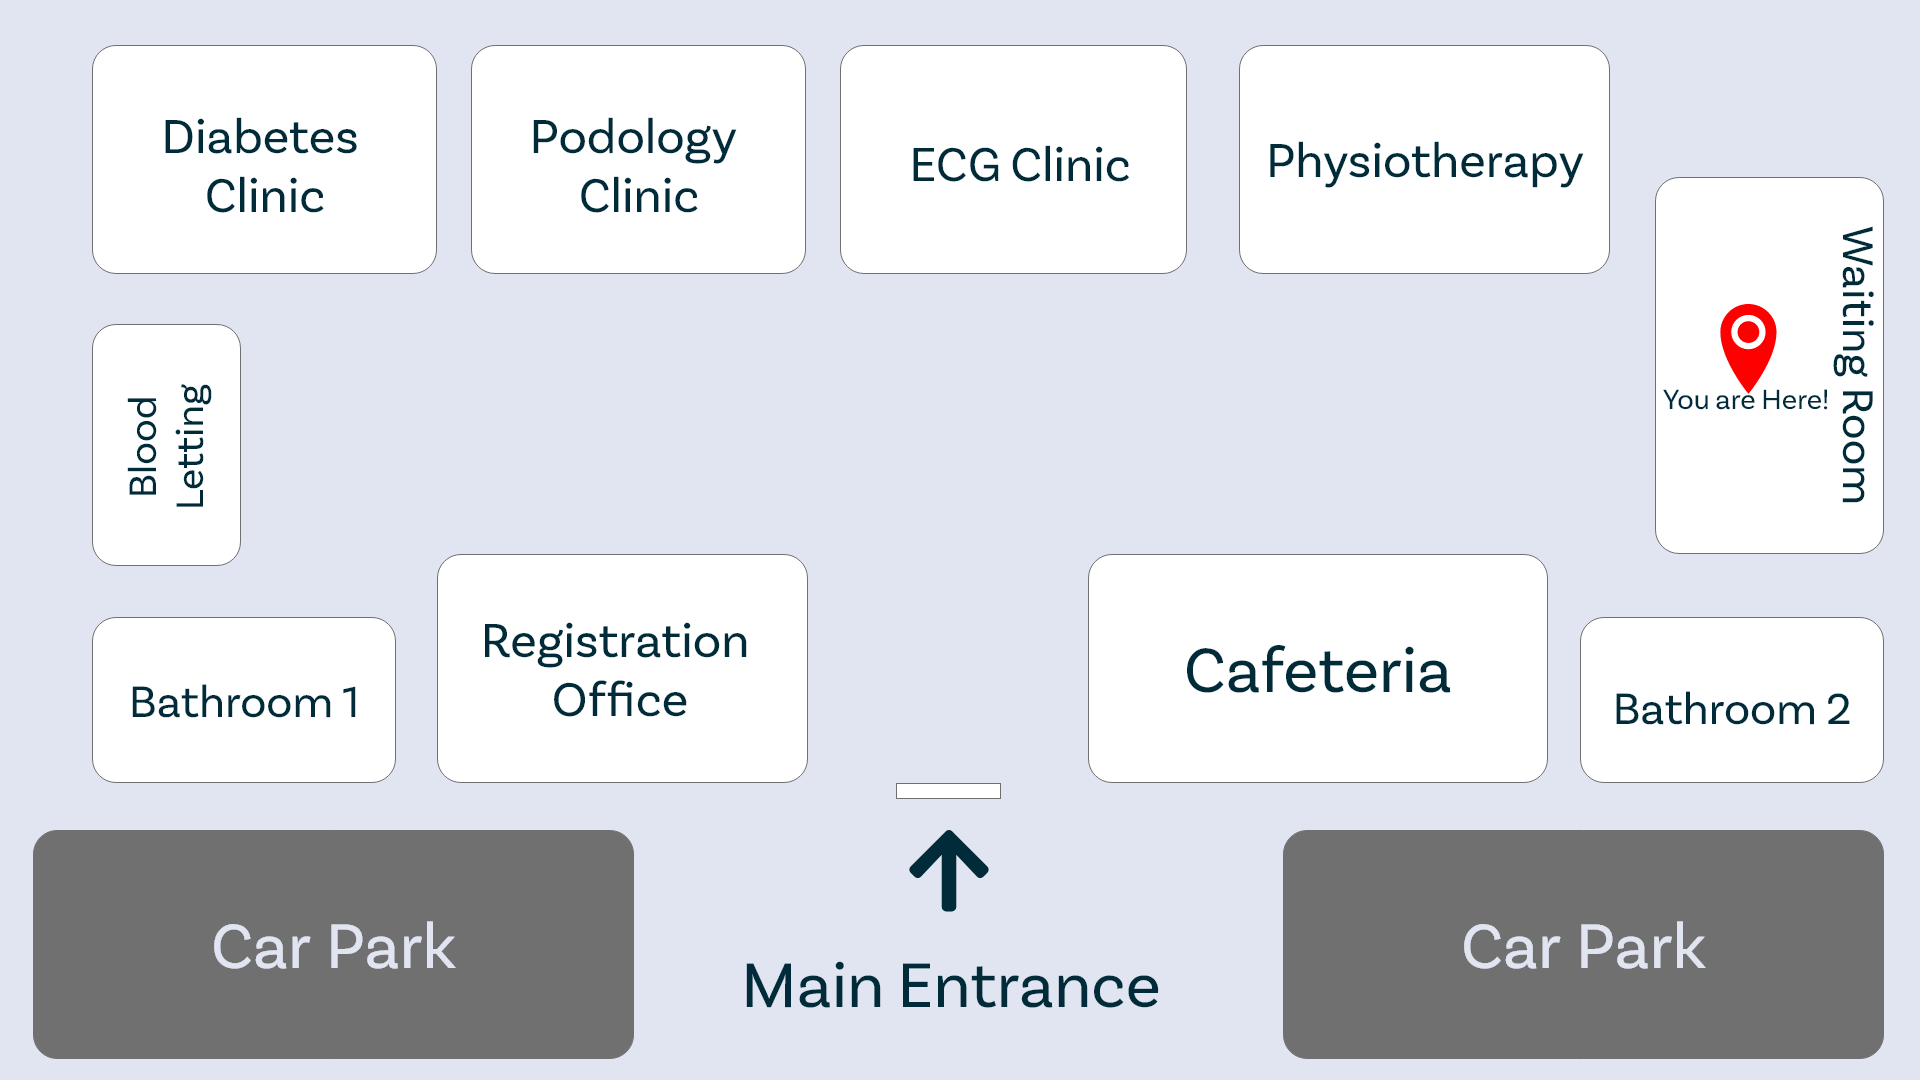 Diabetes
Clinic
Podology
Clinic
ECG Clinic
Physiotherapy
Waiting Room
You are Here!
Blood
Letting
Registration
Office
Cafeteria
Bathroom 1
Bathroom 2
Car Park
Main Entrance
Car Park